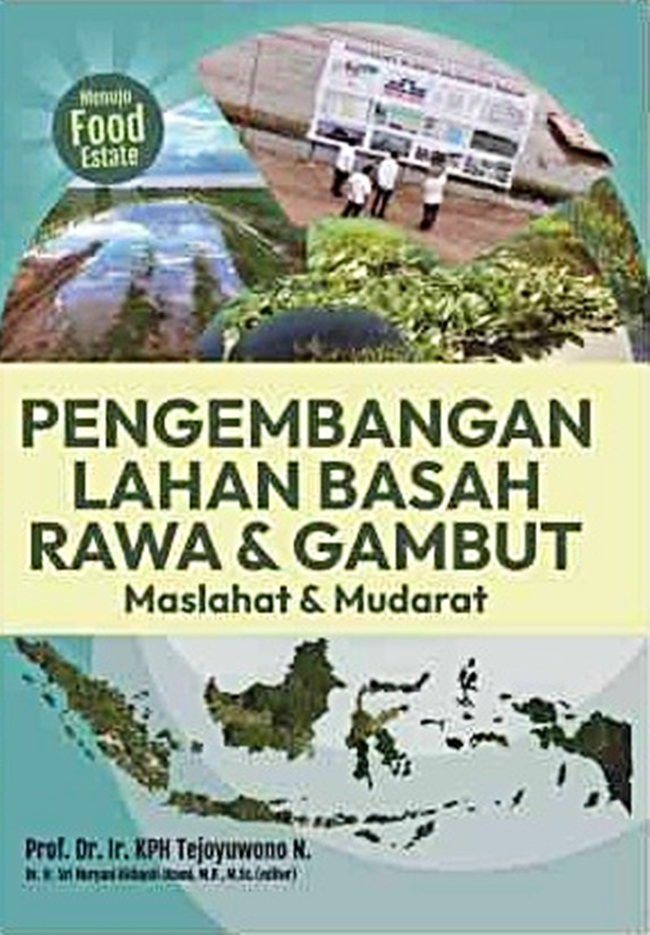 Menuju
Food
Estate
PENGEMBANGAN
LAHAN BASAH
RAWA & GAMBUT
Maslahat & Mudarat
Prof. Dr. Ir. KPH Tejoyuwono N.
Dr. Ir. Sri Nuryani Utami, M.P., M.Sc. (editor)